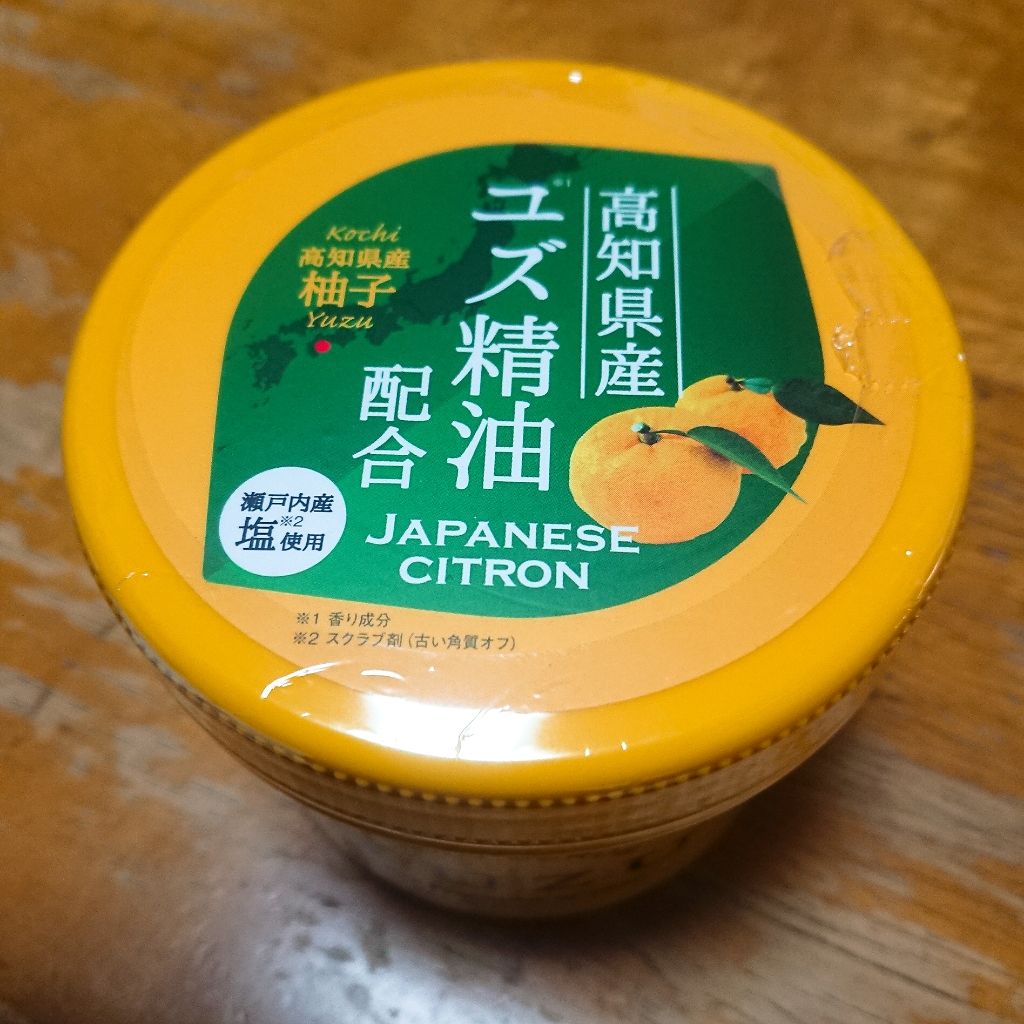 高知県産
ユズ精油
配合
Kochi
高知県産
柚子
Yuzu
瀬戸内産
塩※2使用
JAPANESE
CITRON
※1 香り成分
※2 スクラブ剤（古い角質オフ）